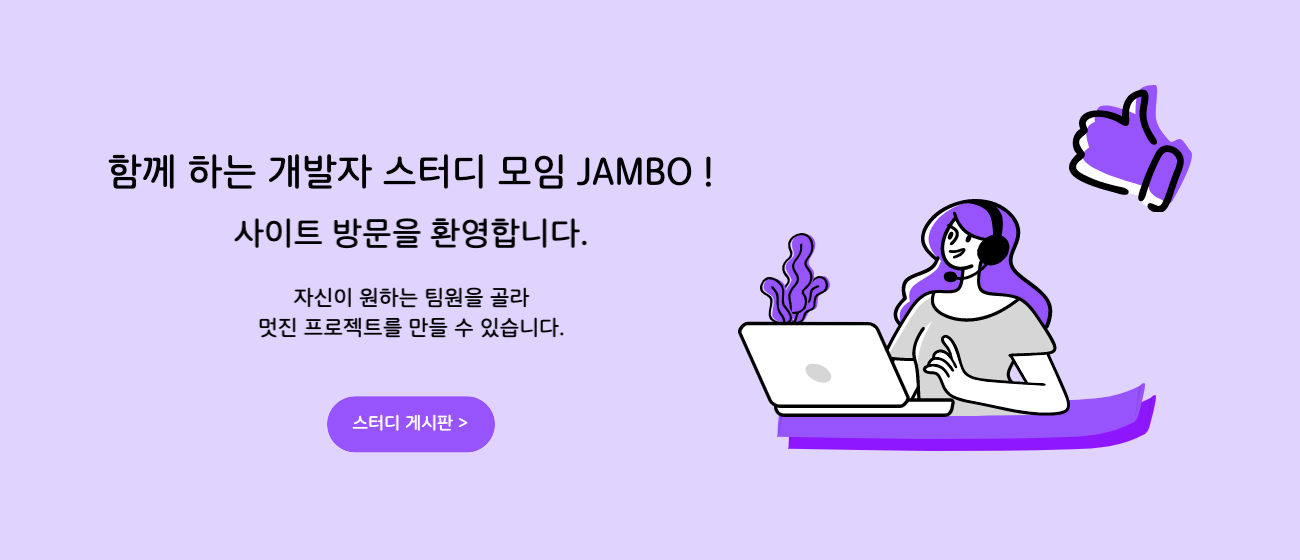 함께 하는 개발자 스터디 모임 JAMBO !
사이트 방문을 환영합니다.
자신이 원하는 팀원을 골라
멋진 프로젝트를 만들 수 있습니다.
스터디 게시판 >